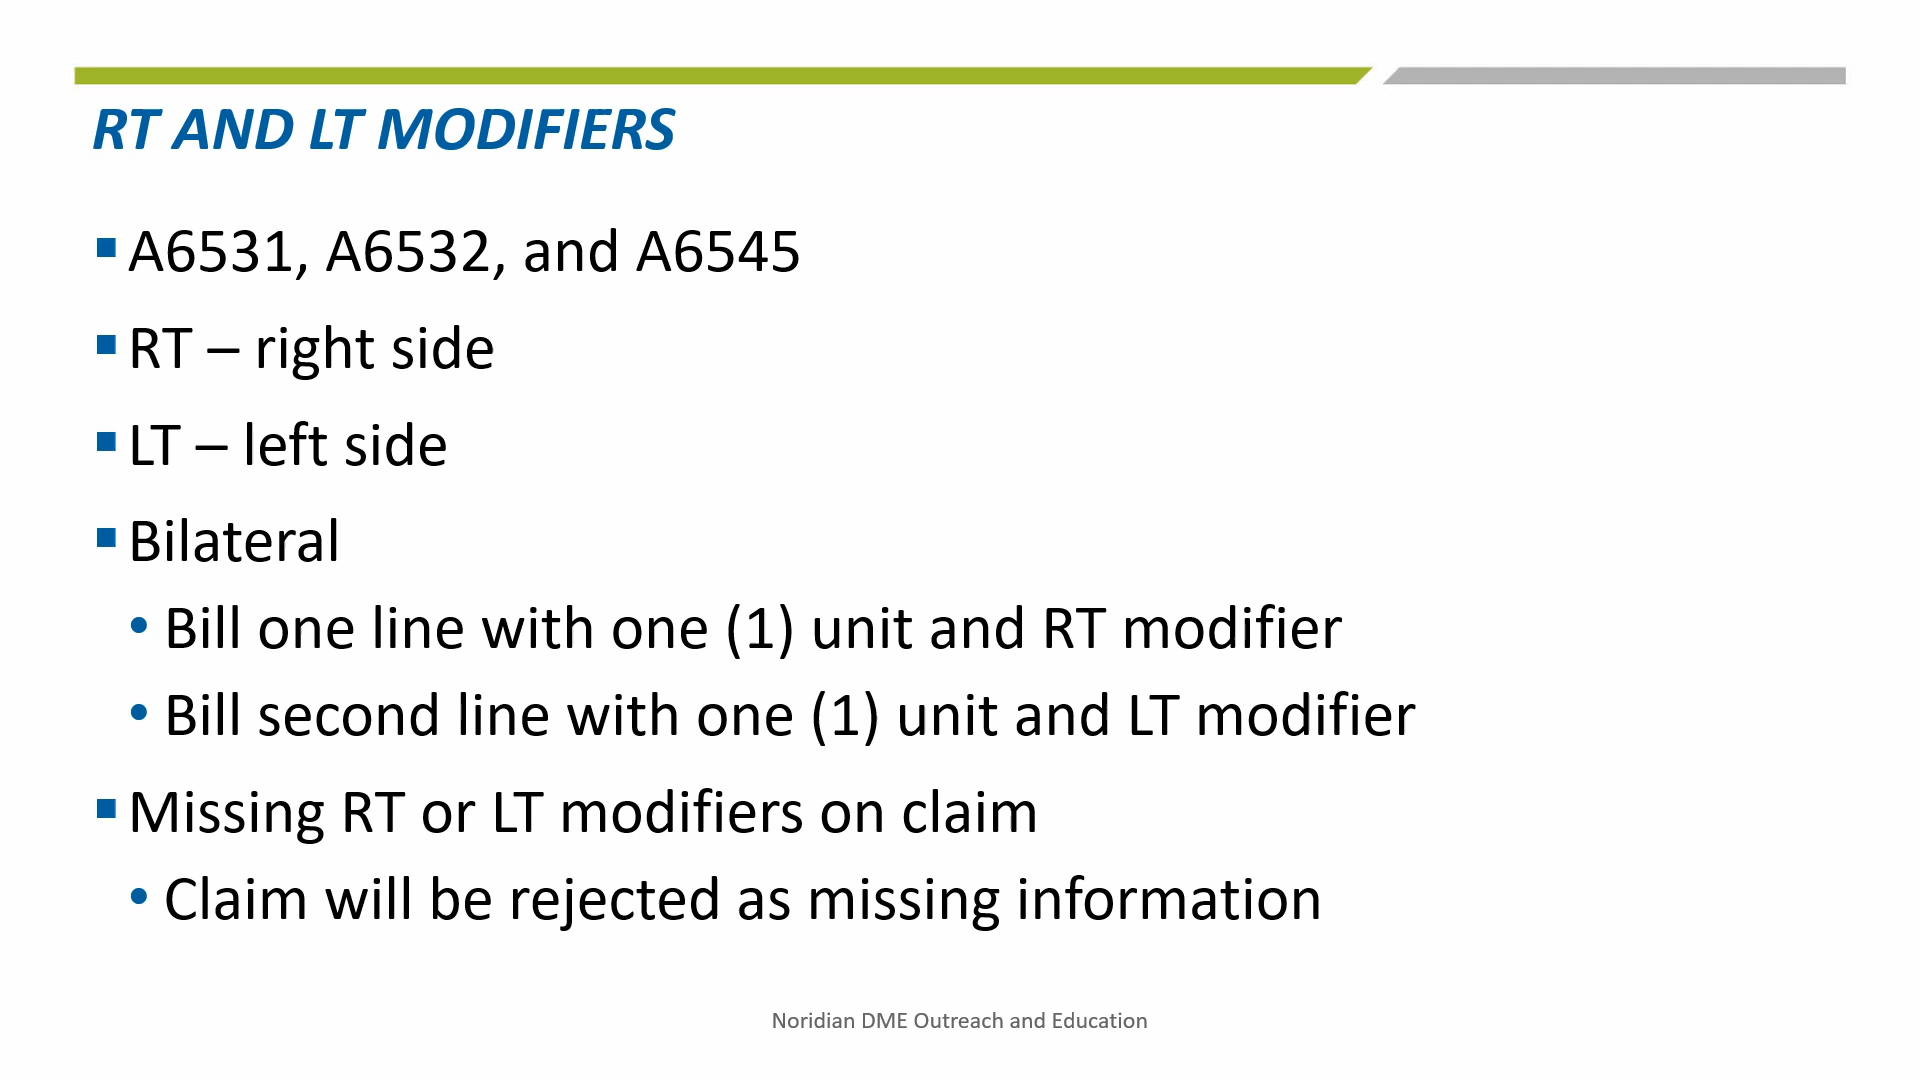 RT AND LT MODIFIERS
A6531, A6532, and A6545
RT – right side
LT – left side
Bilateral
Bill one line with one (1) unit and RT modifier
Bill second line with one (1) unit and LT modifier
Missing RT or LT modifiers on claim
Claim will be rejected as missing information
Noridian DME Outreach and Education